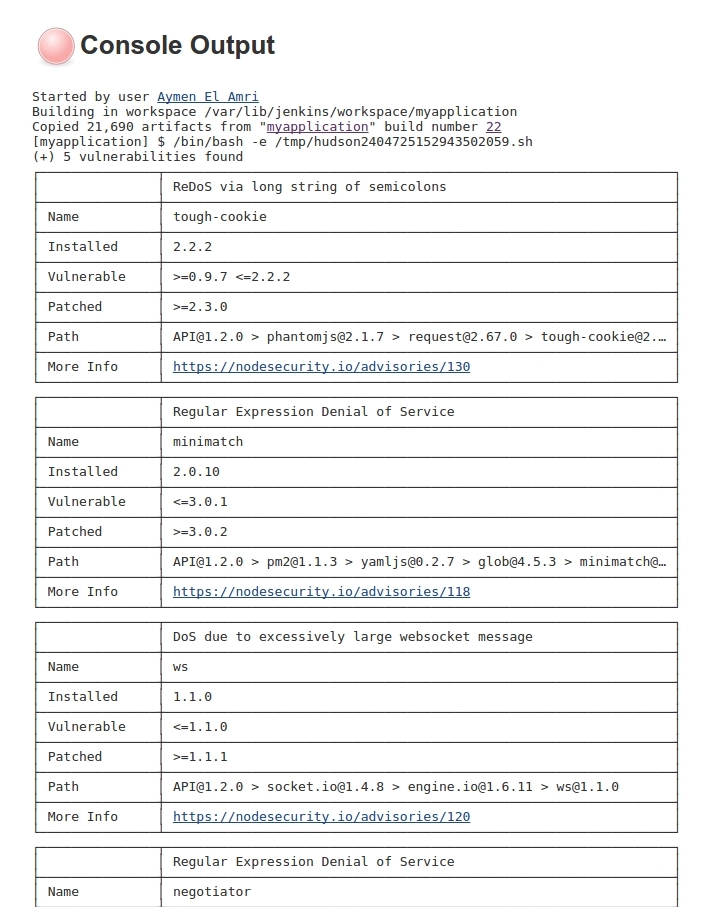 Console Output
Started by user Aymen El Amri
Building in workspace /var/lib/jenkins/workspace/myapplication
Copied 21,690 artifacts from "myapplication" build number 22
[myapplication] $ /bin/bash -e /tmp/hudson2404725152943502059.sh
(+) 5 vulnerabilities found
ReDoS via long string of semicolons
Name tough-cookie
Installed 2.2.2
Vulnerable >=0.9.7 <=2.2.2
Patched >=2.3.0
Path API@1.2.0 > phantomjs@2.1.7 > request@2.67.0 > tough-cookie@2.…
More Info https://nodesecurity.io/advisories/130
Regular Expression Denial of Service
Name minimatch
Installed 2.0.10
Vulnerable <=3.0.1
Patched >=3.0.2
Path API@1.2.0 > pm2@1.1.3 > yamljs@0.2.7 > glob@4.5.3 > minimatch@…
More Info https://nodesecurity.io/advisories/118
DoS due to excessively large websocket message
Name ws
Installed 1.1.0
Vulnerable <=1.1.0
Patched >=1.1.1
Path API@1.2.0 > socket.io@1.4.8 > engine.io@1.6.11 > ws@1.1.0
More Info https://nodesecurity.io/advisories/120
Regular Expression Denial of Service
Name negotiator